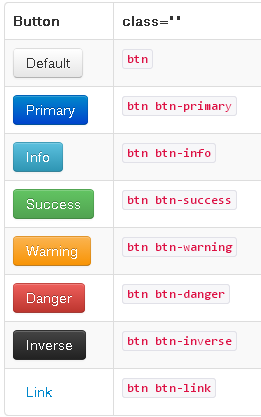 Button class=""
Default btn
Primary btn btn-primary
Info btn btn-info
Success btn btn-success
Warning btn btn-warning
Danger btn btn-danger
Inverse btn btn-inverse
Link btn btn-link